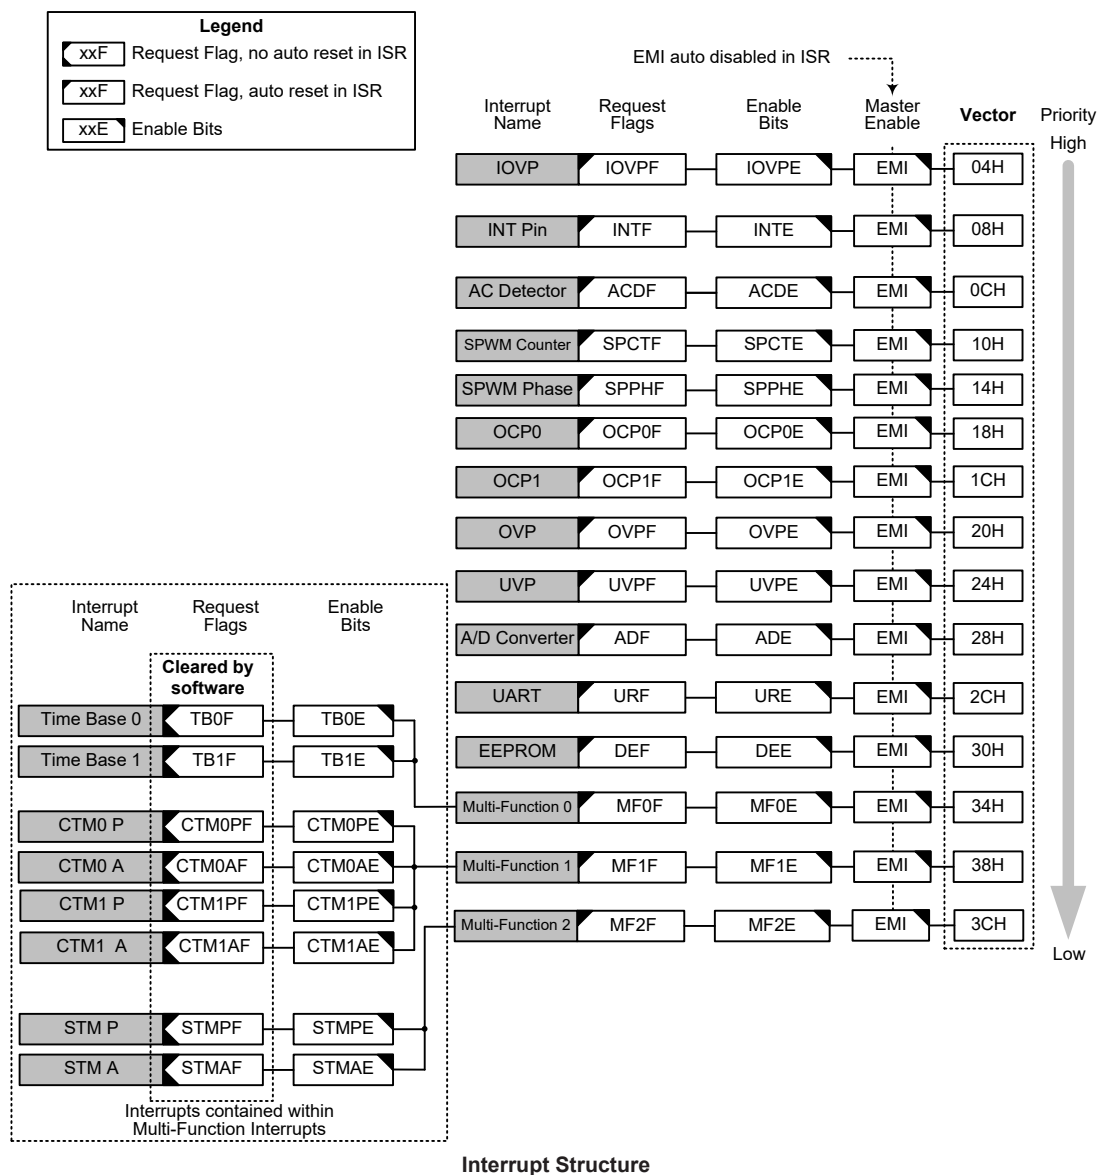 Legend
xxF Request Flag, no auto reset in ISR
xxF Request Flag, auto reset in ISR
xxE Enable Bits
EMI auto disabled in ISR
Interrupt Name Request Flags Enable Bits Master Enable Vector Priority
High
IOVP IOVPF IOVPE EMI 04H
INT Pin INTF INTE EMI 08H
AC Detector ACDF ACDE EMI 0CH
SPWM Counter SPCTF SPCTE EMI 10H
SPWM Phase SPPHF SPPHE EMI 14H
OCP0 OCP0F OCP0E EMI 18H
OCP1 OCP1F OCP1E EMI 1CH
OVP OVPF OVPE EMI 20H
UVP UVPF UVPE EMI 24H
A/D Converter ADF ADE EMI 28H
UART URF URE EMI 2CH
EEPROM DEF DEE EMI 30H
Multi-Function 0 MF0F MF0E EMI 34H
Multi-Function 1 MF1F MF1E EMI 38H
Multi-Function 2 MF2F MF2E EMI 3CH
Low
Interrupt Name Request Flags Enable Bits
Cleared by
software
Time Base 0 TB0F TB0E
Time Base 1 TB1F TB1E
CTM0 P CTM0PF CTM0PE
CTM0 A CTM0AF CTM0AE
CTM1 P CTM1PF CTM1PE
CTM1 A CTM1AF CTM1AE
STM P STMPF STMPE
STM A STMAF STMAE
Interrupts contained within
Multi-Function Interrupts
Interrupt Structure